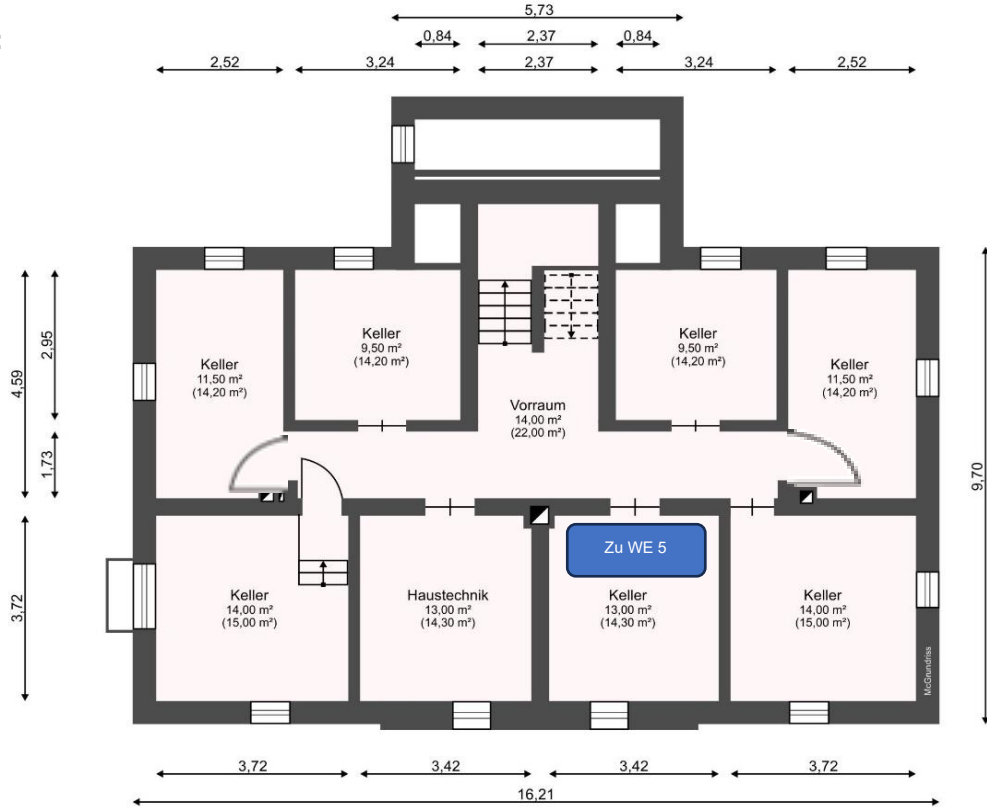 5,73
0,84
2,37
0,84
2,52
3,24
2,37
3,24
2,52
4,59
2,95
1,73
3,72
9,70
Keller
11,50 m²
(14,20 m²)
Keller
9,50 m²
(14,20 m²)
Vorraum
14,00 m²
(22,00 m²)
Keller
9,50 m²
(14,20 m²)
Keller
11,50 m²
(14,20 m²)
Keller
14,00 m²
(15,00 m²)
Haustechnik
13,00 m²
(14,30 m²)
Zu WE 5
Keller
13,00 m²
(14,30 m²)
Keller
14,00 m²
(15,00 m²)
McGrundriss
3,72
3,42
3,42
3,72
16,21